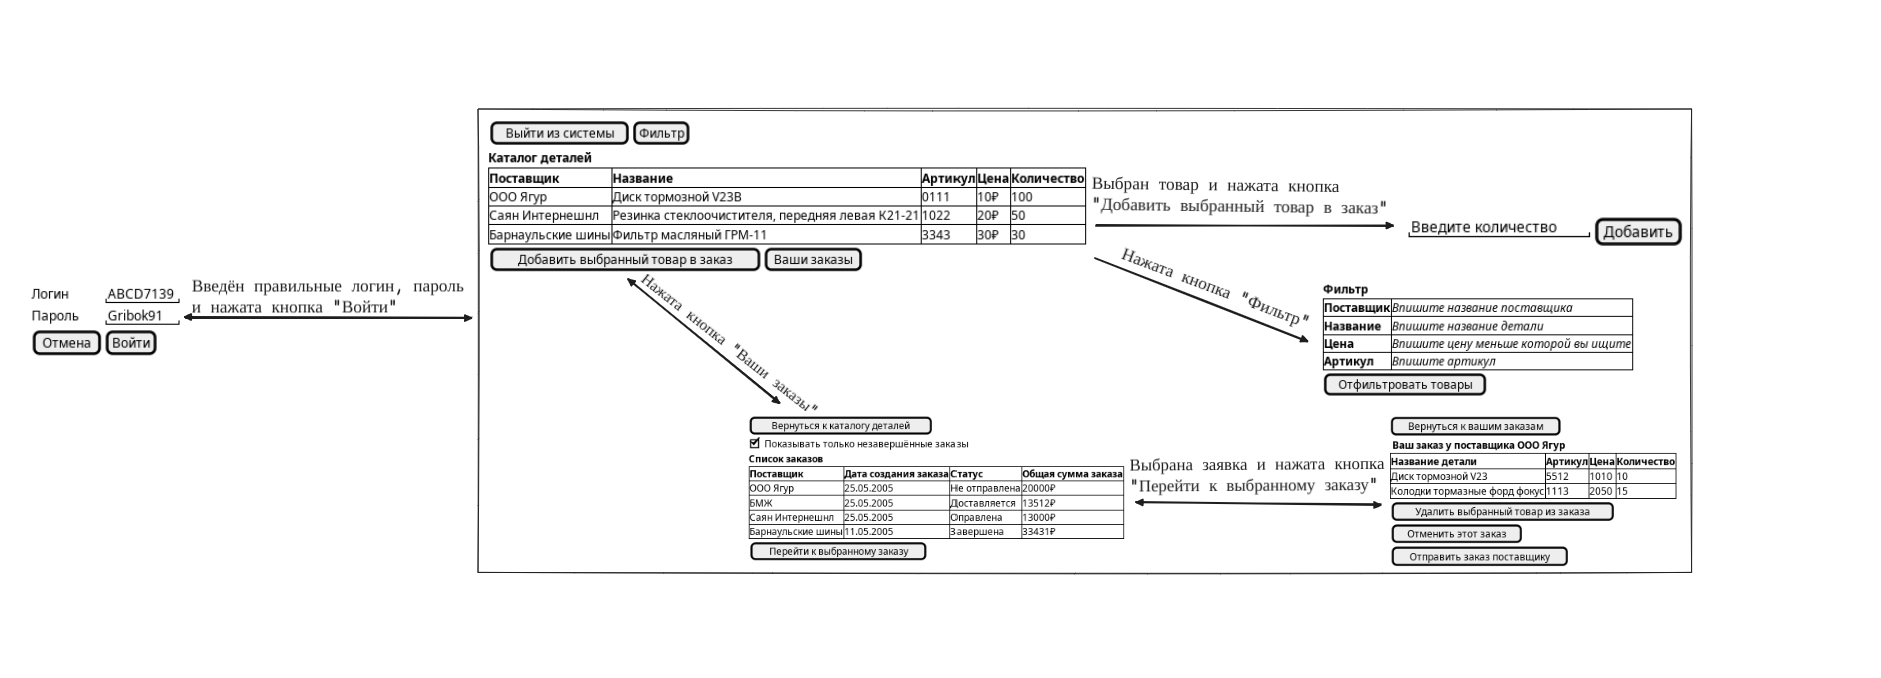 Логин ABCD7139
Пароль Gribok91
Отмена Войти
Введён правильные логин, пароль
и нажата кнопка "Войти"
Выйти из системы Фильтр
Каталог деталей
Поставщик Название Артикул Цена Количество
ООО Ягур Диск тормозной V23B 0111 10₽ 100
Саян Интернешнл Резинка стеклоочистителя, передняя левая К21-21 1022 20₽ 50
Барнаульские шины Фильтр масляный ГРМ-11 3343 30₽ 30
Добавить выбранный товар в заказ Ваши заказы
Выбран товар и нажата кнопка
"Добавить выбранный товар в заказ"
Введите количество Добавить
Нажата кнопка "Фильтр"
Фильтр
Поставщик Впишите название поставщика
Название Впишите название детали
Цена Впишите цену меньше которой вы ищите
Артикул Впишите артикул
Отфильтровать товары
Нажата кнопка "Ваши заказы"
Вернуться к каталогу деталей
Показывать только незавершённые заказы
Список заказов
Поставщик Дата создания заказа Статус Общая сумма заказа
ООО Ягур 25.05.2005 Не отправлена 20000₽
БМЖ 25.05.2005 Доставляется 13512₽
Саян Интернешнл 25.05.2005 Оправлена 13000₽
Барнаульские шины 11.05.2005 Завершена 33431₽
Перейти к выбранному заказу
Выбрана заявка и нажата кнопка
"Перейти к выбранному заказу"
Вернуться к вашим заказам
Ваш заказ у поставщика ООО Ягур
Название детали Артикул Цена Количество
Диск тормозной V23 5512 1010 10
Колодки тормазные форд фокус 1113 2050 15
Удалить выбранный товар из заказа
Отменить этот заказ
Отправить заказ поставщику